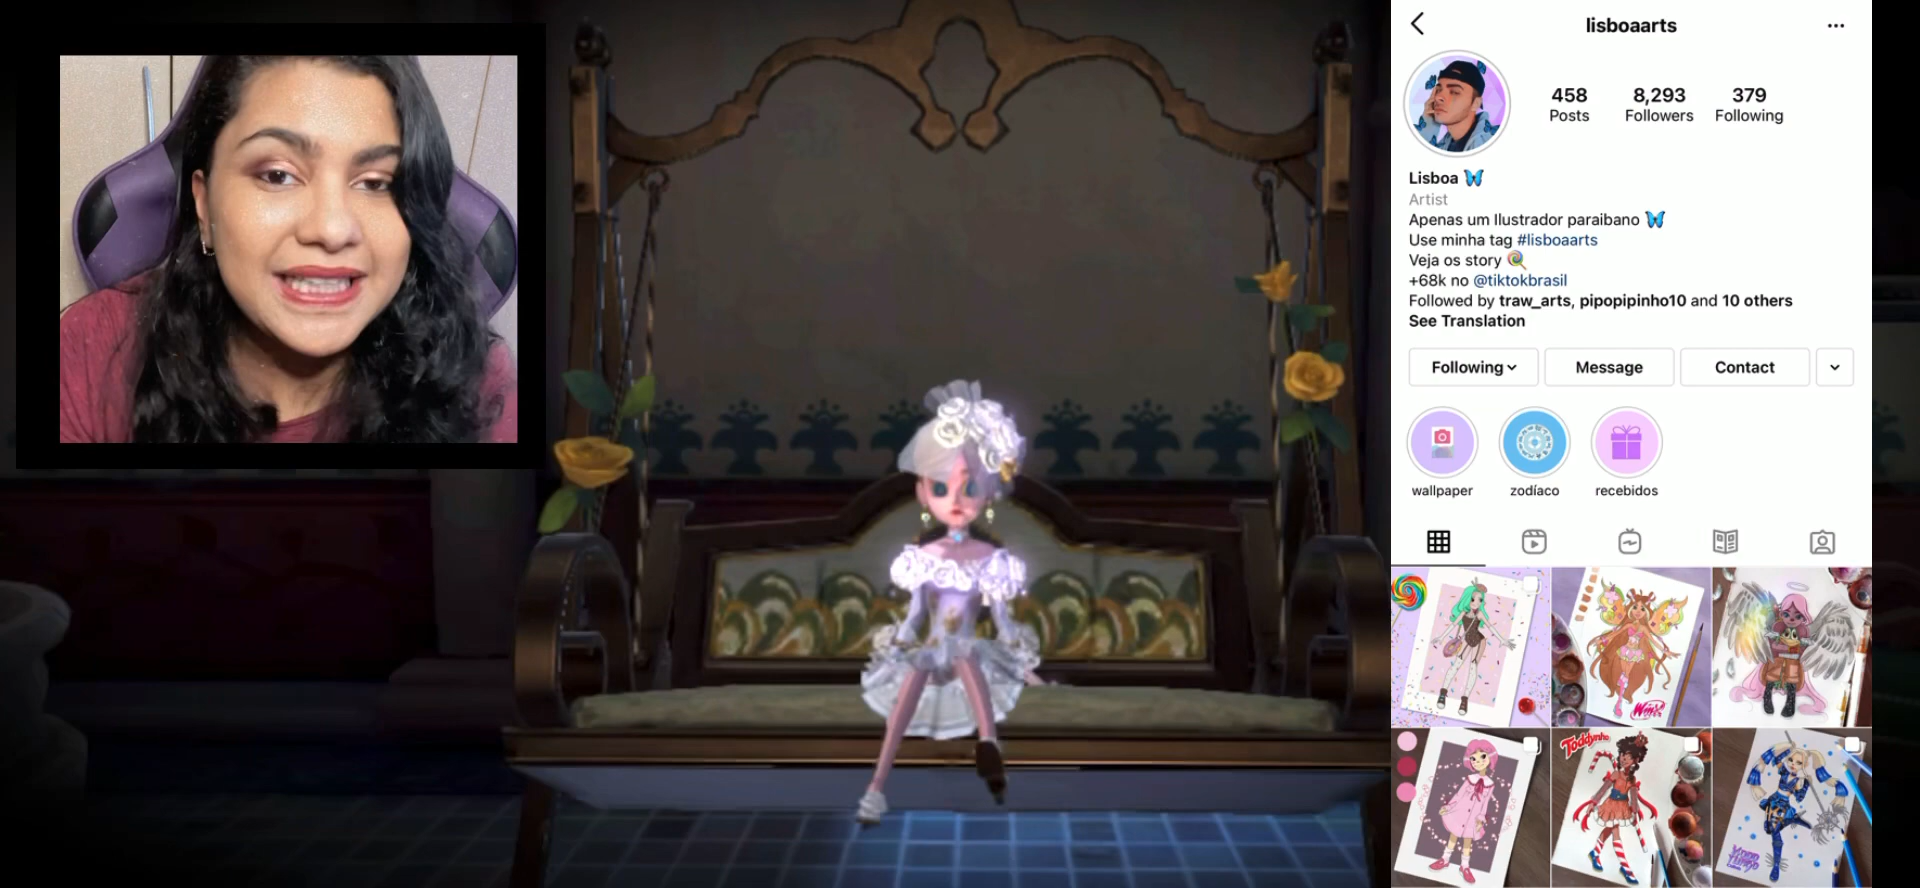 lisboaarts
458
Posts
8,293
Followers
379
Following
Lisboa
Artist
Apenas um Ilustrador paraibano
Use minha tag #lisboaarts
Veja os story
+68k no @tiktokbrasil
Followed by traw_arts, pipopipinho10 and 10 others
See Translation
Following
Message
Contact
wallpaper
zodíaco
recebidos
Winx
Toddynho